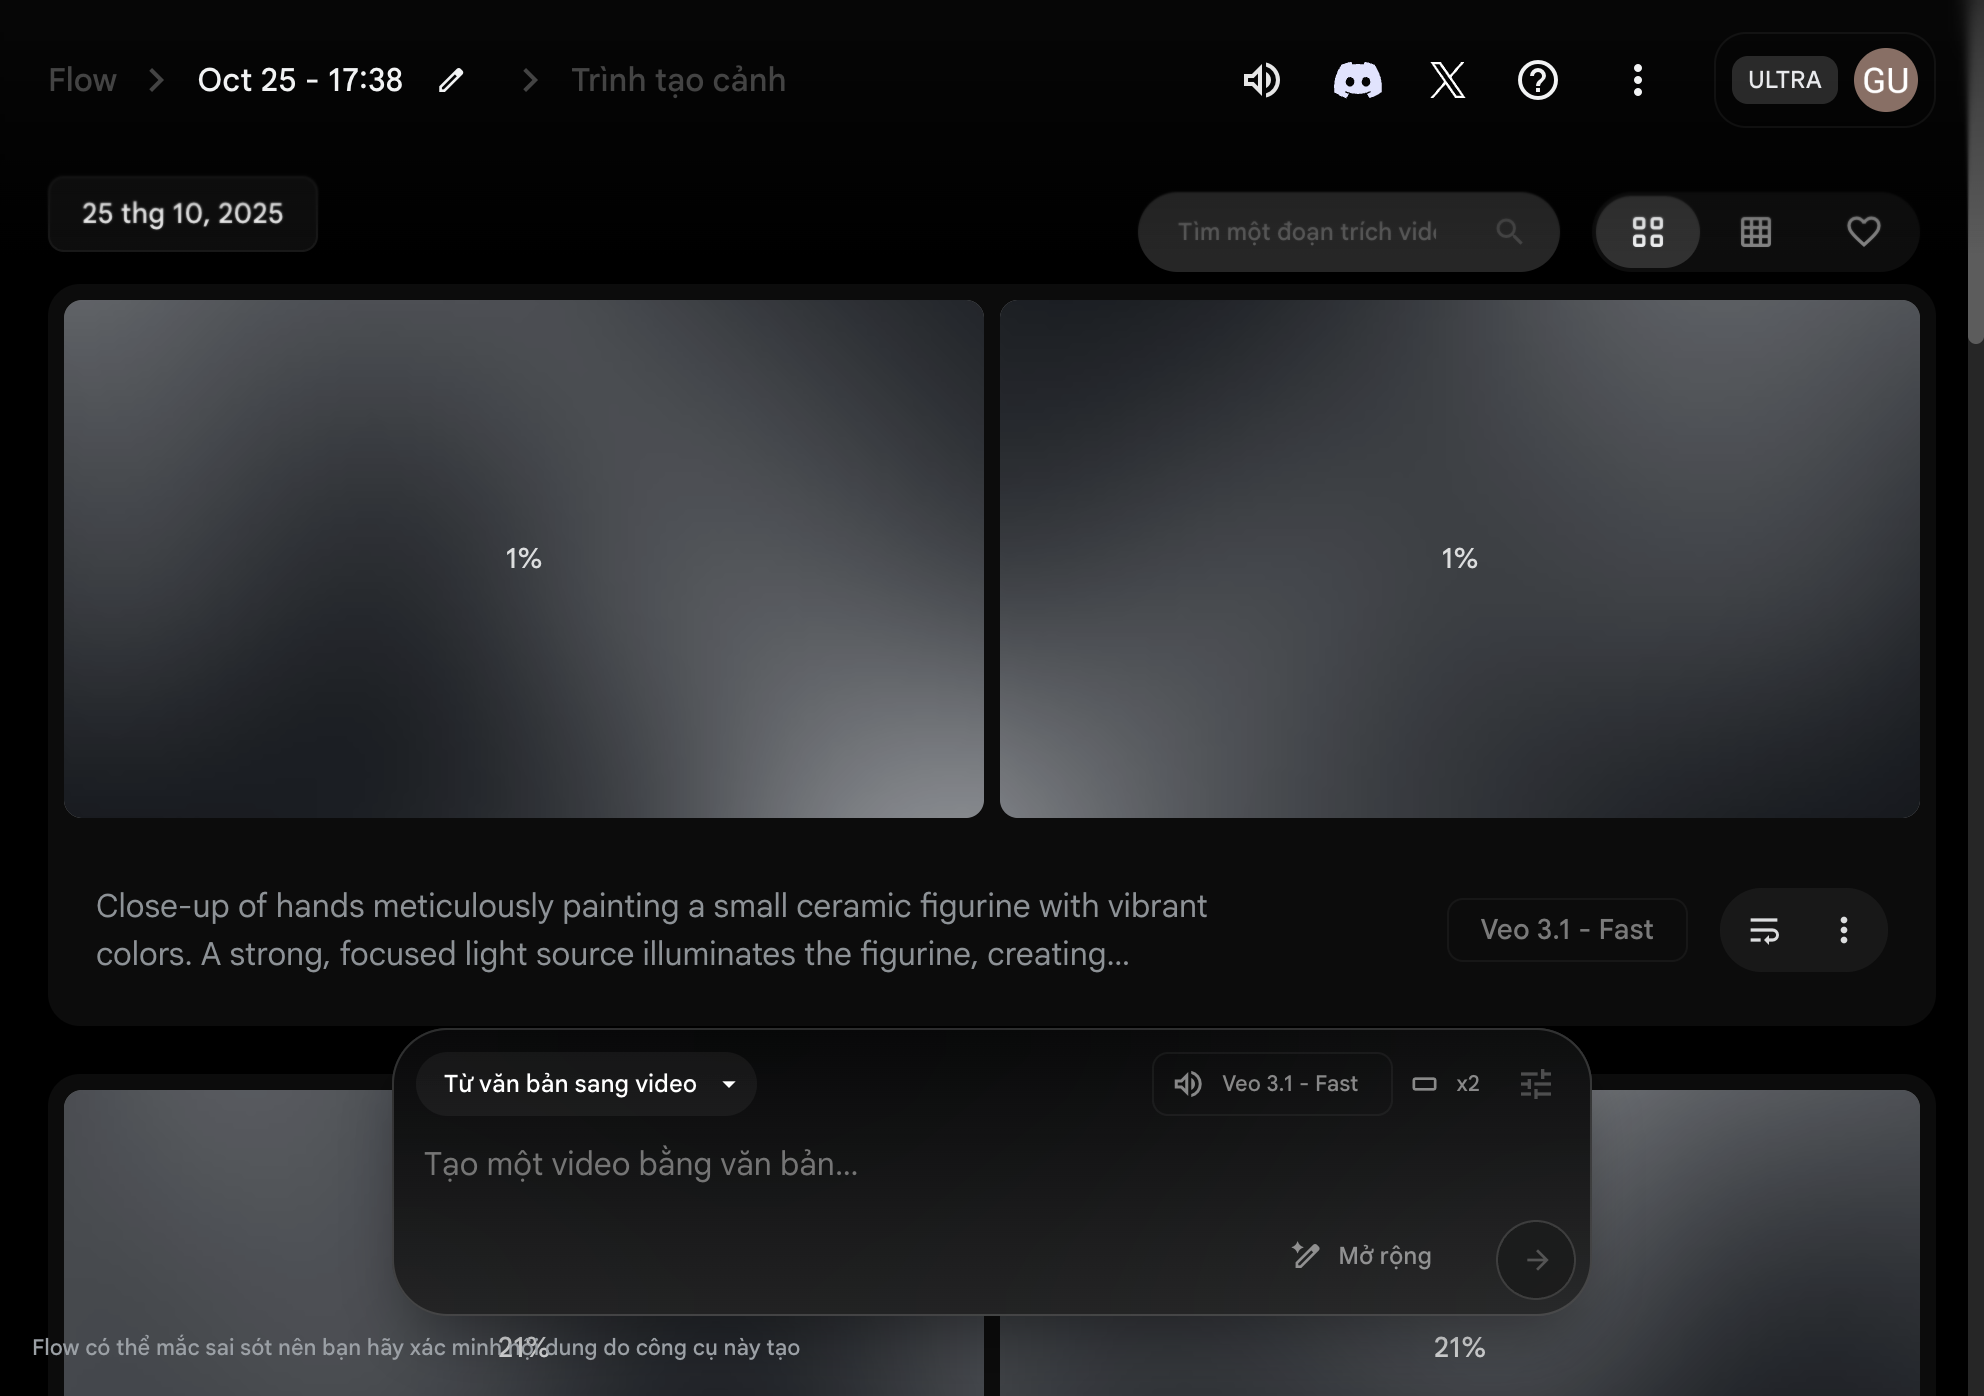 Flow
Oct 25 - 17:38
Trình tạo cảnh
ULTRA
GU
25 thg 10, 2025
Tìm một đoạn trích
1%
1%
Close-up of hands meticulously painting a small ceramic figurine with vibrant
colors. A strong, focused light source illuminates the figurine, creating...
Veo 3.1 - Fast
Từ văn bản sang video
Veo 3.1 - Fast
x2
Tạo một video bằng văn bản...
Mở rộng
Flow có thể mắc sai sót nên bạn hãy xác minh nội dung do công cụ này tạo
21%
21%